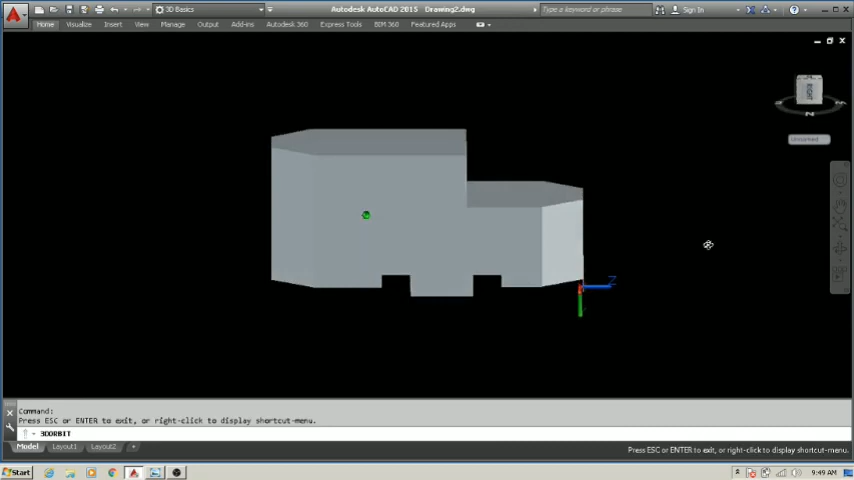 3D Basics
Autodesk AutoCAD 2015 Drawing2.dwg
Type a keyword or phrase
Sign In
Home Insert View Manage Output Add-ins Autodesk 360 Express Tools BIM 360 Featured Apps
Visualize
RIGHT
Unnamed
Z
Command:
Press ESC or ENTER to exit, or right-click to display shortcut-menu.
3DORBIT
Model Layout1 Layout2 +
Press ESC or ENTER to exit, or right-click to display shortcut-menu.
Start
9:49 AM